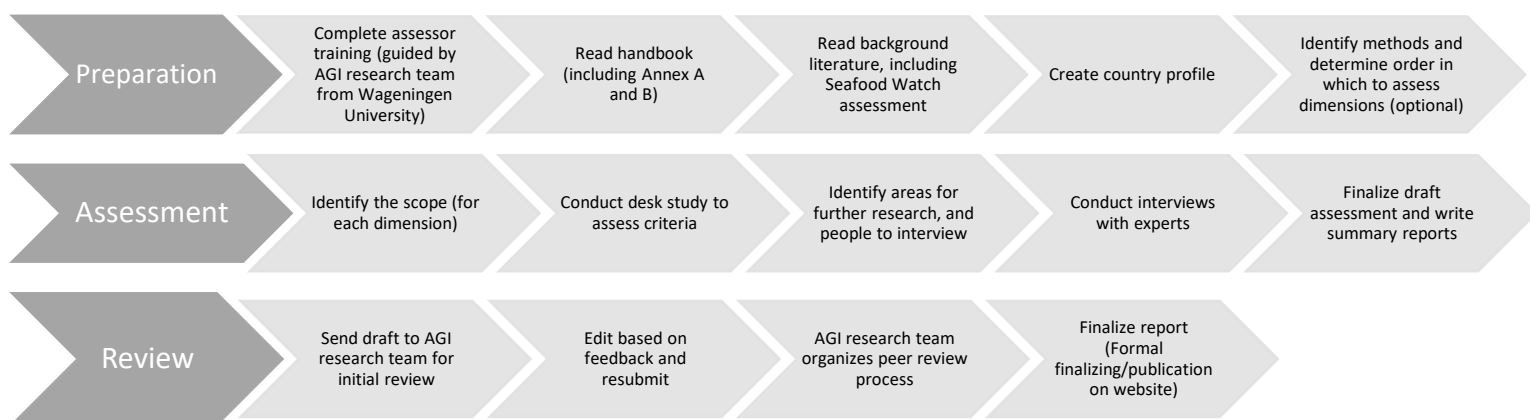 Preparation
Complete assessor
training (guided by
AGI research team
from Wageningen
University)
Read handbook
(including Annex A
and B)
Read background
literature, including
Seafood Watch
assessment
Create country profile
Identify methods and
determine order in
which to assess
dimensions (optional)
Assessment
Identify the scope (for
each dimension)
Conduct desk study to
assess criteria
Identify areas for
further research, and
people to interview
Conduct interviews
with experts
Finalize draft
assessment and write
summary reports
Review
Send draft to AGI
research team for
initial review
Edit based on
feedback and
resubmit
AGI research team
organizes peer review
process
Finalize report
(Formal
finalizing/publication
on website)